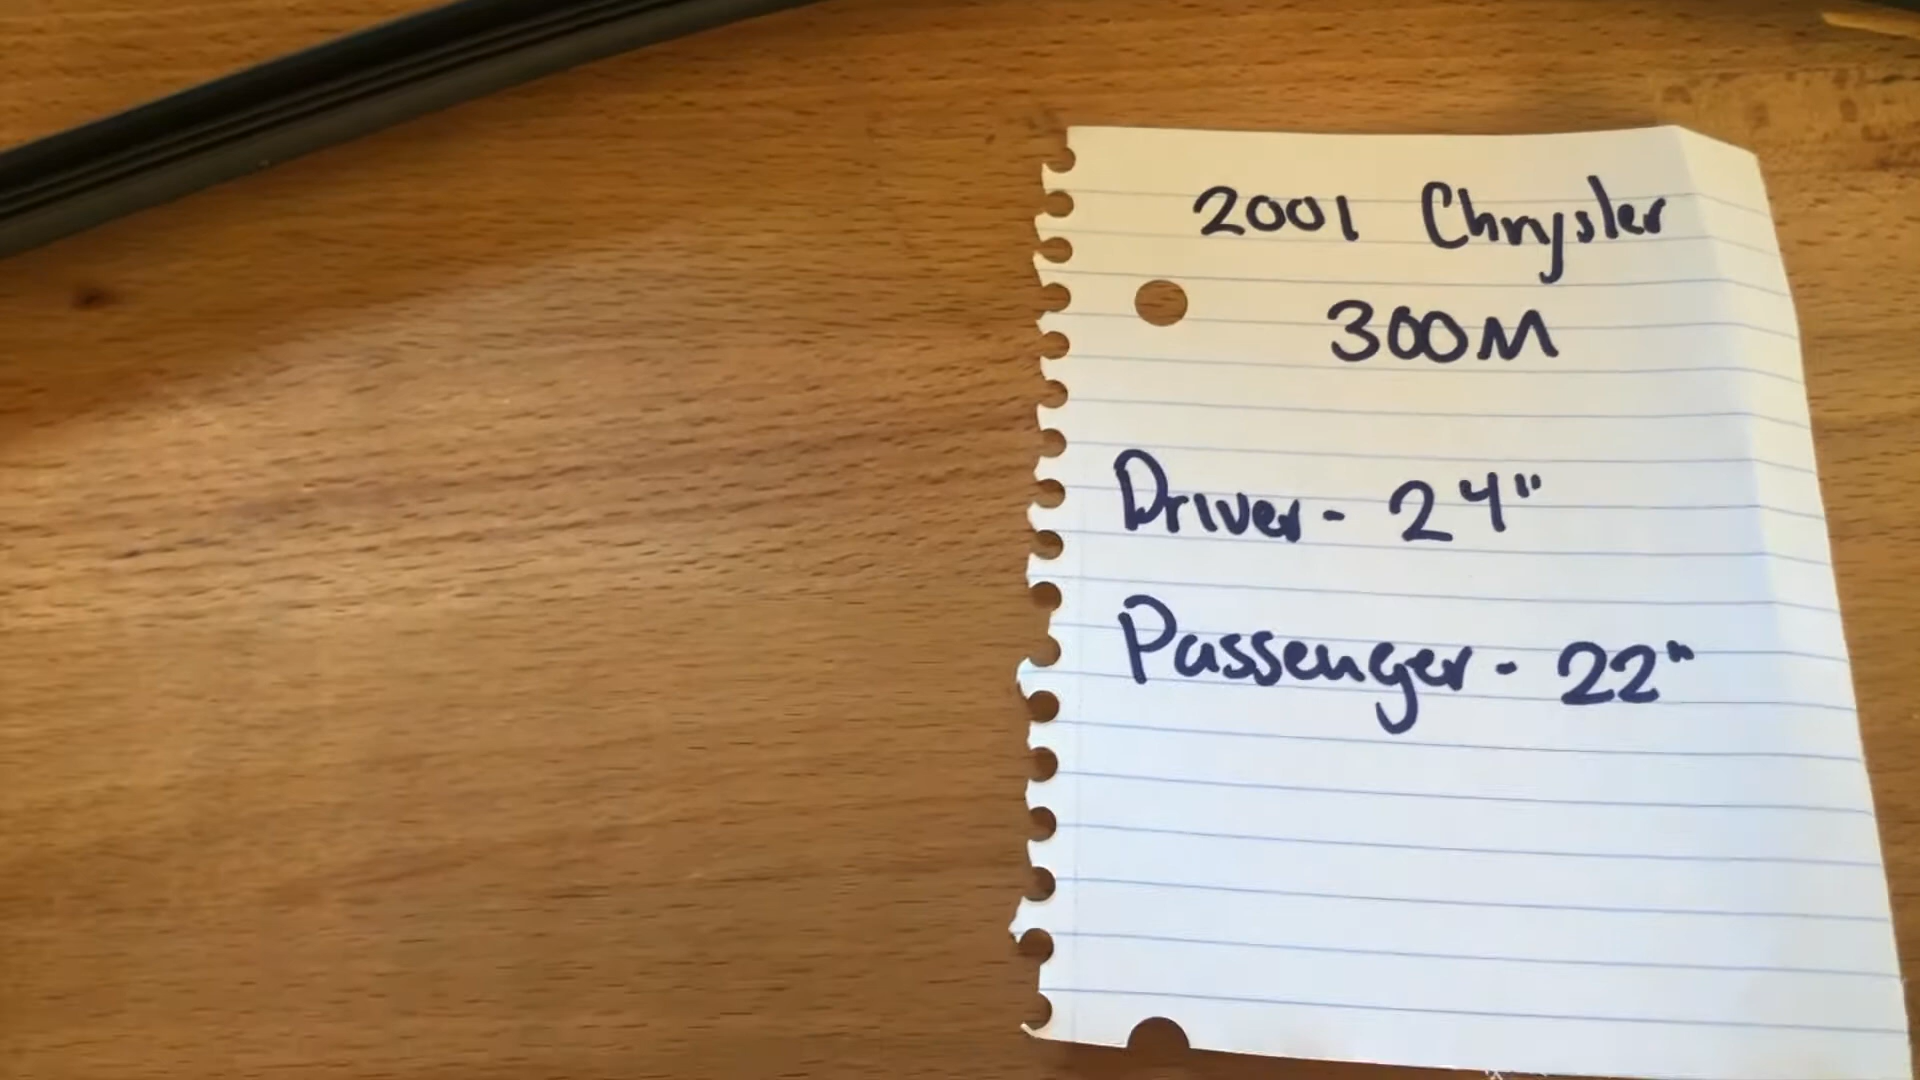 2001 Chrysler
300M
Driver - 24"
Passenger - 22"